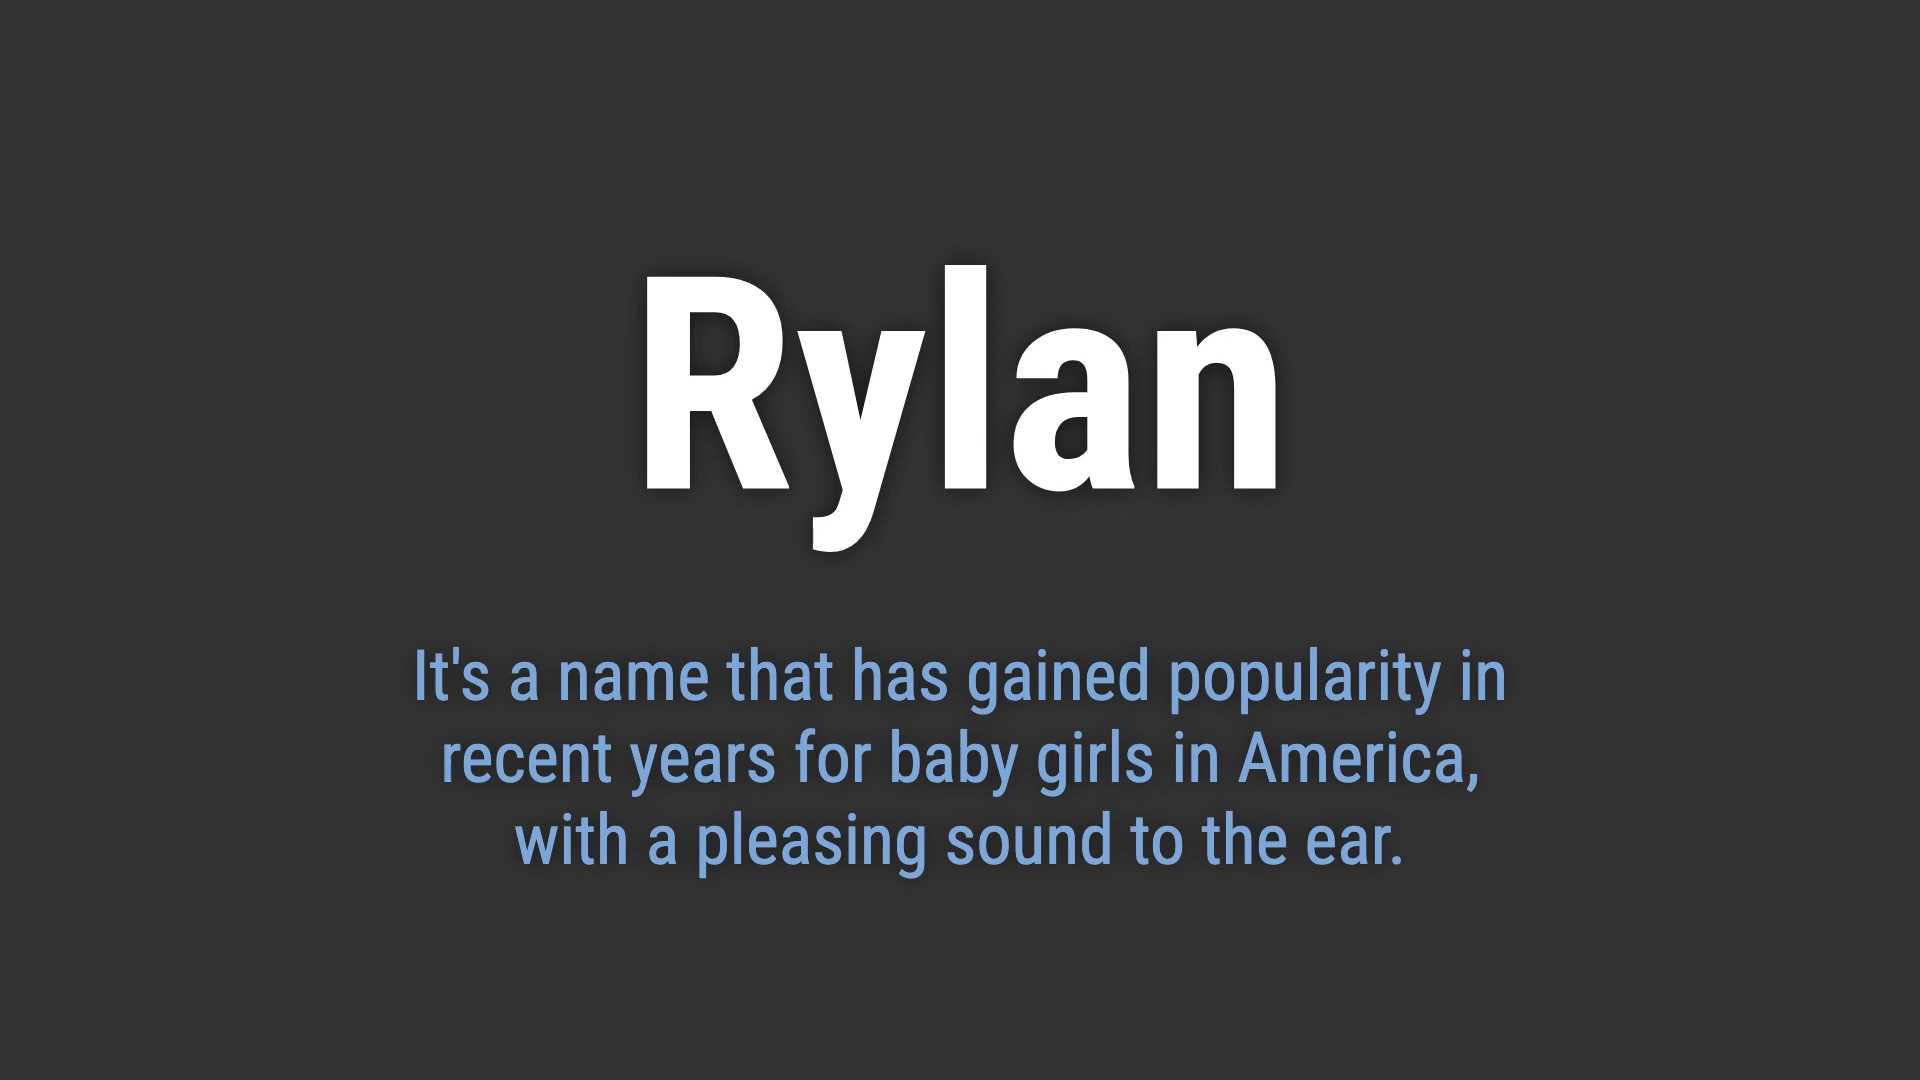 Rylan
It's a name that has gained popularity in
recent years for baby girls in America,
with a pleasing sound to the ear.